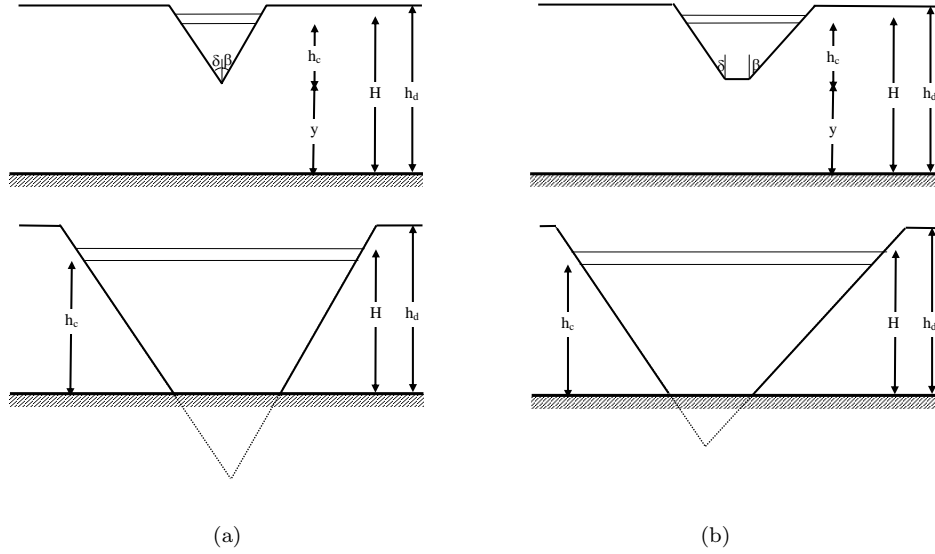 δ β h_c H h_d
y
δ β h_c H h_d
y
h_c H h_d
h_c H h_d
(a) (b)